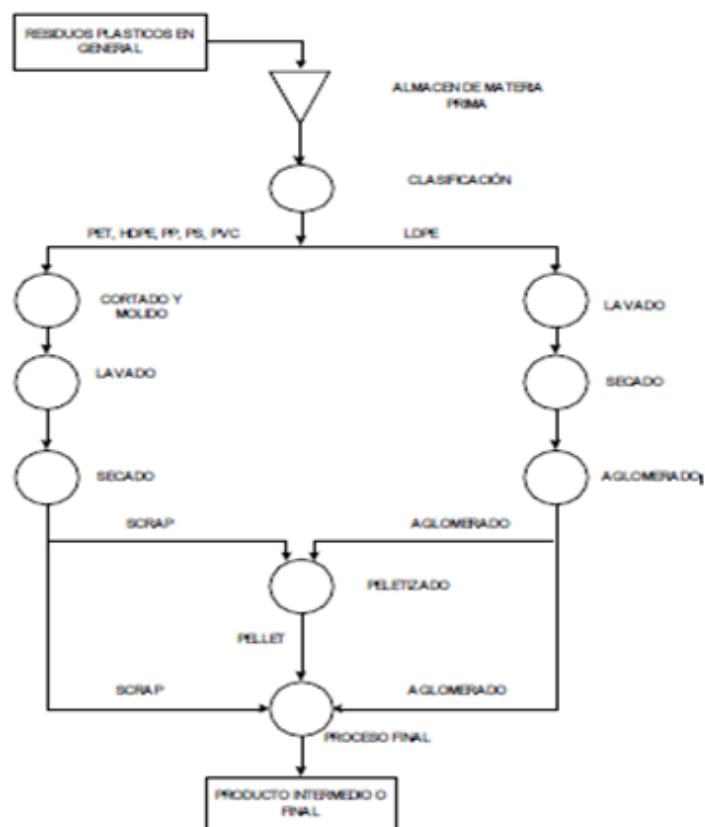 RESIDUOS PLASTICOS EN
GENERAL
ALMACEN DE MATERIA
PRIMA
CLASIFICACIÓN
PET, HDPE, PP, PS, PVC
LDPE
CORTADO Y
MOLIDO
LAVADO
LAVADO
SECADO
SECADO
AGLOMERADO
SCRAP
AGLOMERADO
PELETIZADO
PELLET
SCRAP
AGLOMERADO
PROCESO FINAL
PRODUCTO INTERMEDIO O
FINAL